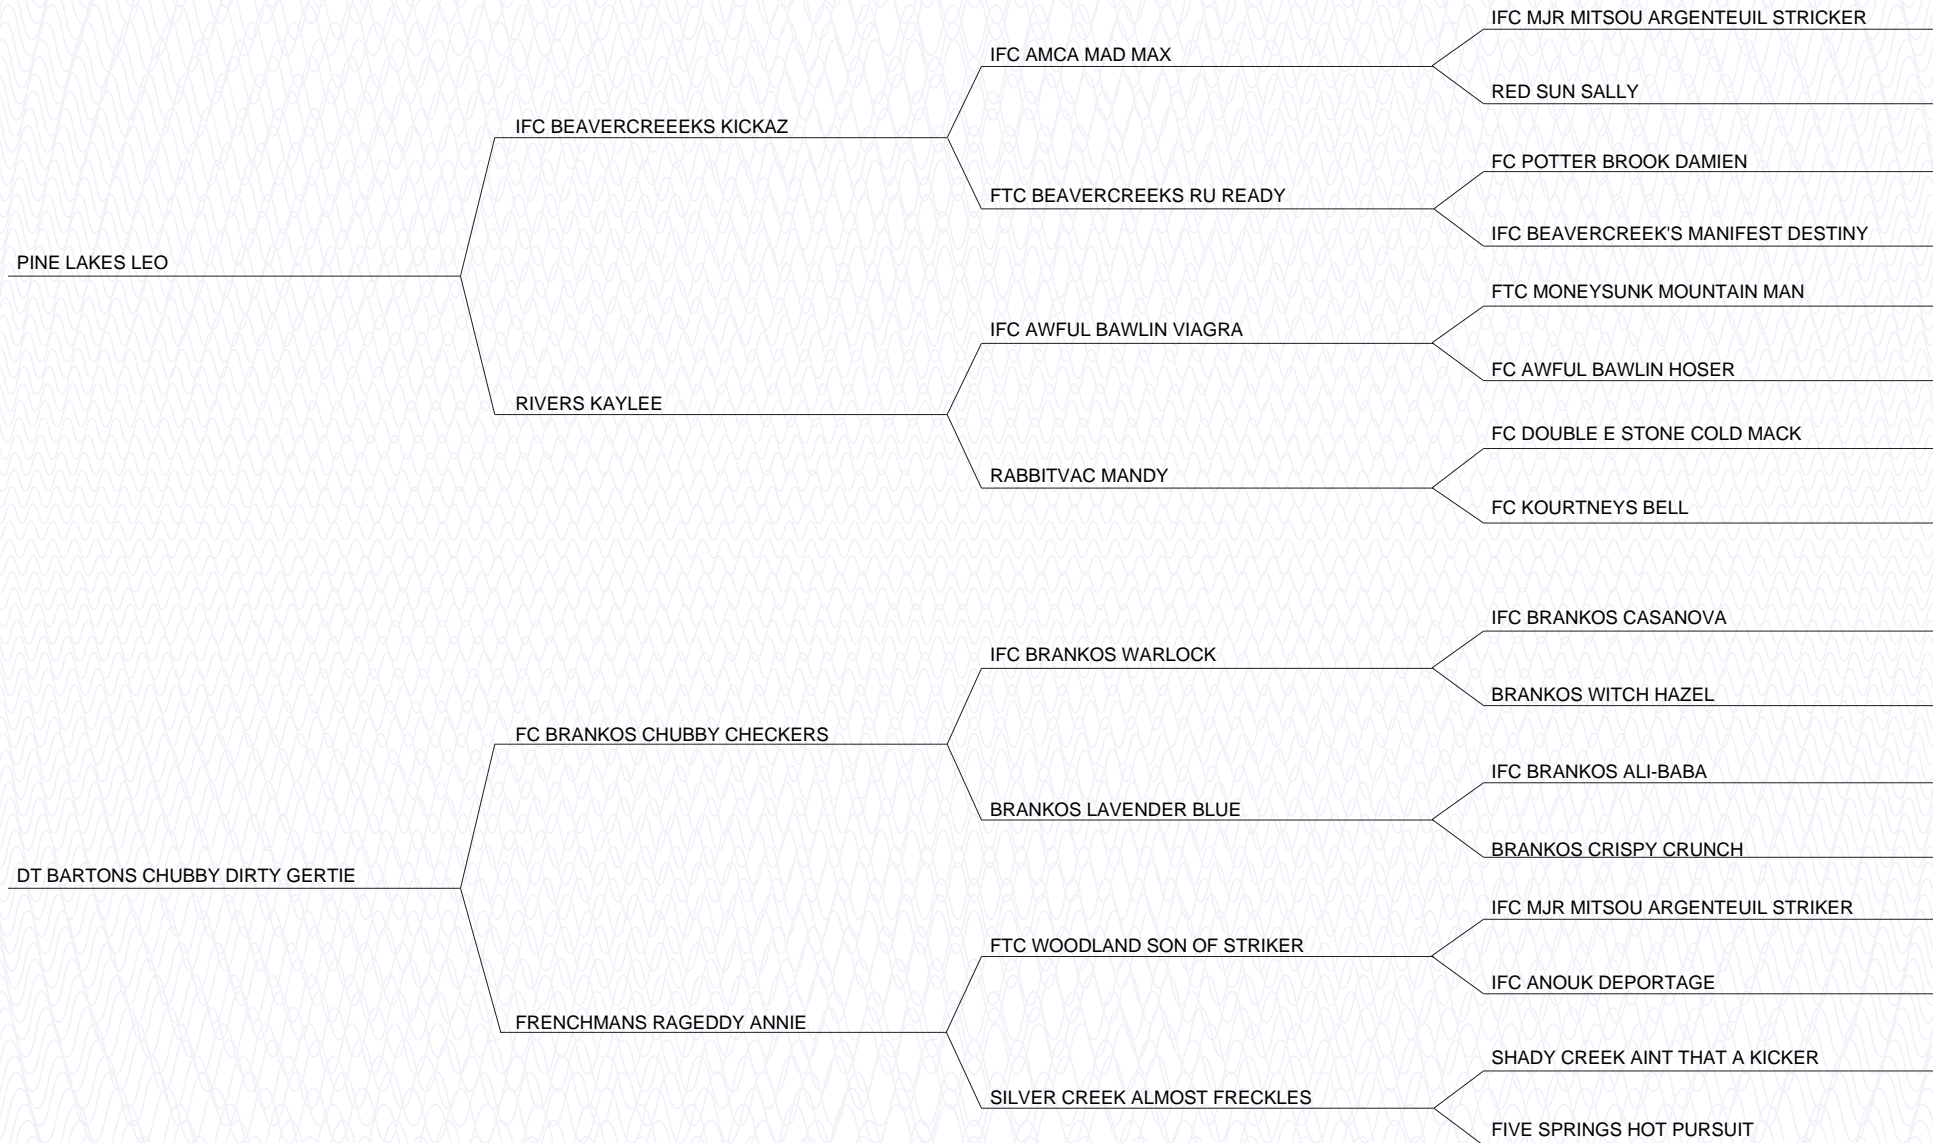 IFC MJR MITSOU ARGENTEUIL STRICKER
IFC AMCA MAD MAX
RED SUN SALLY
IFC BEAVERCREEEKS KICKAZ
FC POTTER BROOK DAMIEN
FTC BEAVERCREEKS RU READY
IFC BEAVERCREEK'S MANIFEST DESTINY
PINE LAKES LEO
FTC MONEYSUNK MOUNTAIN MAN
IFC AWFUL BAWLIN VIAGRA
FC AWFUL BAWLIN HOSER
RIVERS KAYLEE
FC DOUBLE E STONE COLD MACK
RABBITVAC MANDY
FC KOURTNEYS BELL
IFC BRANKOS CASANOVA
IFC BRANKOS WARLOCK
BRANKOS WITCH HAZEL
FC BRANKOS CHUBBY CHECKERS
IFC BRANKOS ALI-BABA
BRANKOS LAVENDER BLUE
BRANKOS CRISPY CRUNCH
DT BARTONS CHUBBY DIRTY GERTIE
IFC MJR MITSOU ARGENTEUIL STRIKER
FTC WOODLAND SON OF STRIKER
IFC ANOUK DEPORTAGE
FRENCHMANS RAGEDDY ANNIE
SHADY CREEK AINT THAT A KICKER
SILVER CREEK ALMOST FRECKLES
FIVE SPRINGS HOT PURSUIT